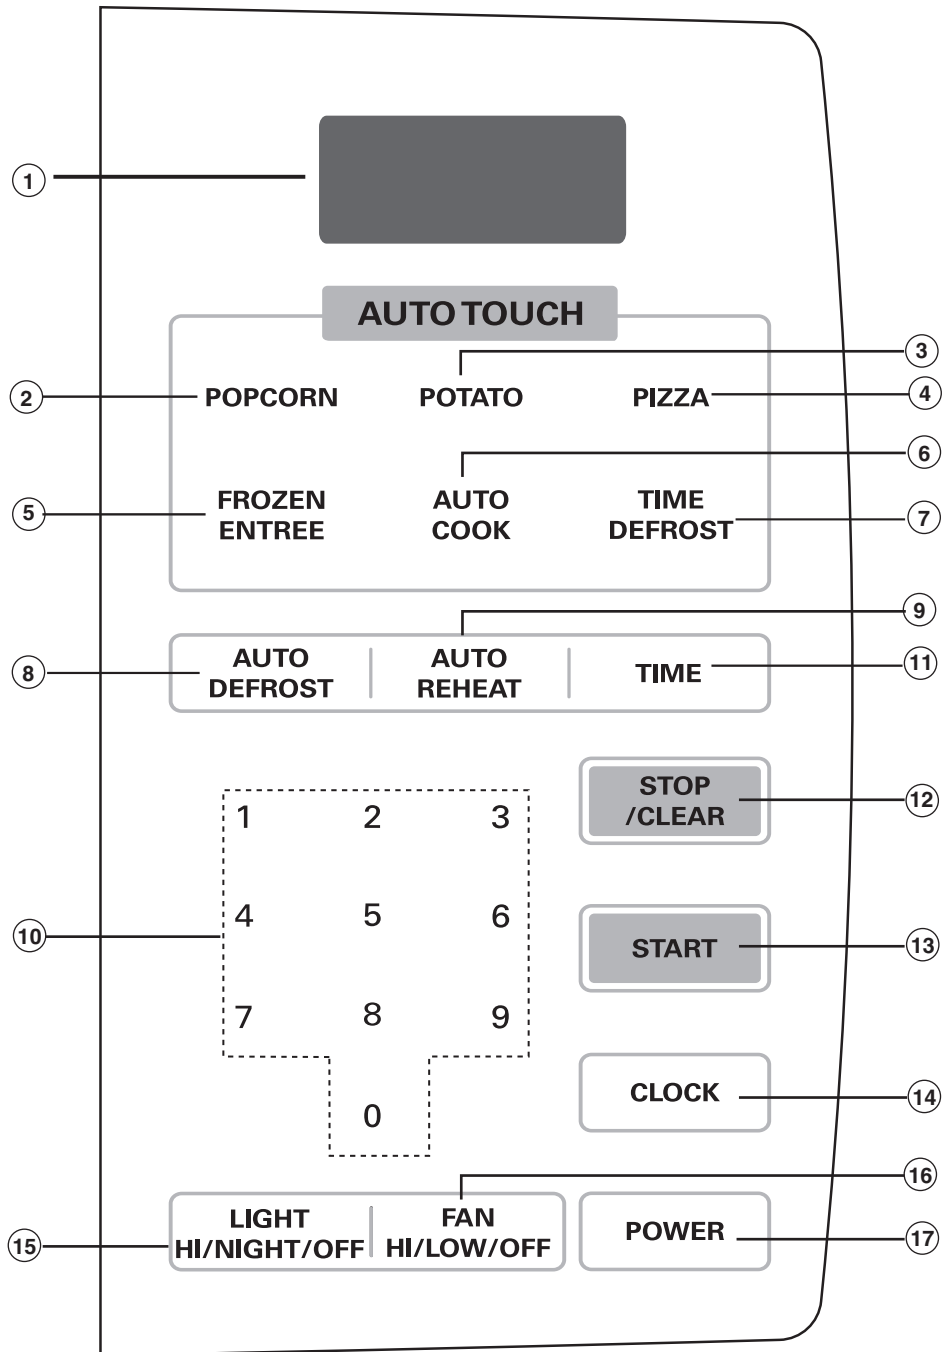 1
AUTO TOUCH
3
2
POPCORN
POTATO
PIZZA
4
6
5
FROZEN
ENTREE
AUTO
COOK
TIME
DEFROST
7
9
8
AUTO
DEFROST
AUTO
REHEAT
TIME
11
STOP
/CLEAR
12
1 2 3
4 5 6
10
START
13
7 8 9
0
CLOCK
14
16
15
LIGHT
HI/NIGHT/OFF
FAN
HI/LOW/OFF
POWER
17